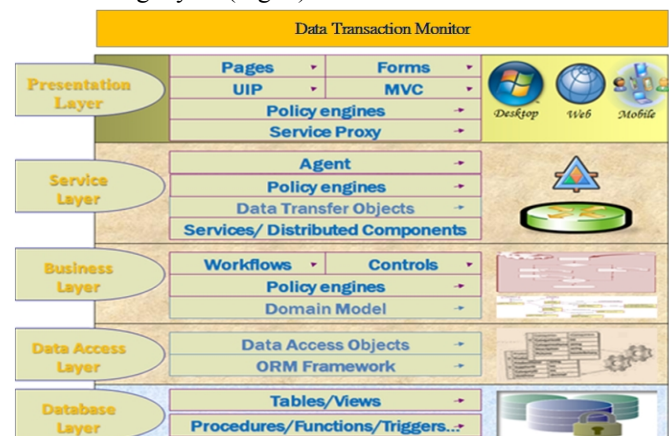 Data Transaction Monitor
Presentation
Layer
Pages
Forms
UIP
MVC
Policy engines
Service Proxy
Desktop
Web
Mobile
Service
Layer
Agent
Policy engines
Data Transfer Objects
Services/ Distributed Components
Business
Layer
Workflows
Controls
Policy engines
Domain Model
Data Access
Layer
Data Access Objects
ORM Framework
Database
Layer
Tables/Views
Procedures/Functions/Triggers...